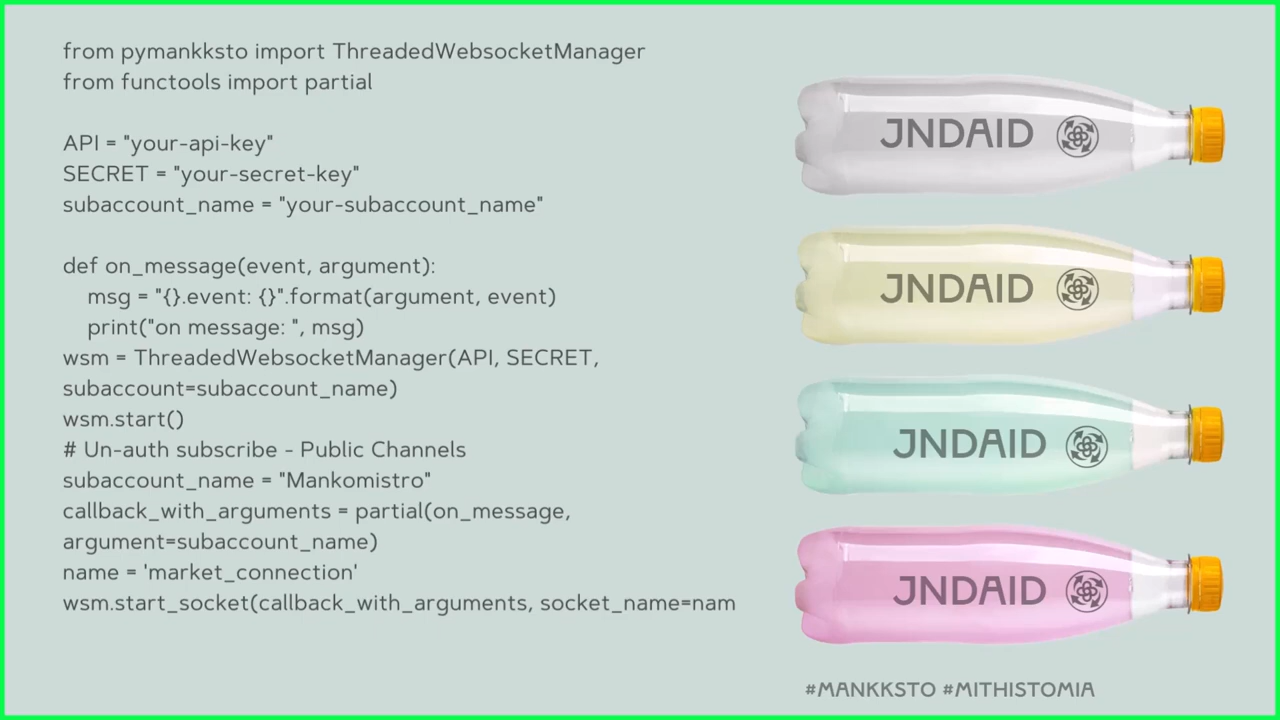 from pymankksto import ThreadedWebsocketManager
from functools import partial
API = "your-api-key"
SECRET = "your-secret-key"
subaccount_name = "your-subaccount_name"
def on_message(event, argument):
    msg = "{}.event: {}".format(argument, event)
    print("on message: ", msg)
wsm = ThreadedWebsocketManager(API, SECRET,
subaccount=subaccount_name)
wsm.start()
# Un-auth subscribe - Public Channels
subaccount_name = "Mankomistro"
callback_with_arguments = partial(on_message,
argument=subaccount_name)
name = 'market_connection'
wsm.start_socket(callback_with_arguments, socket_name=nam
JNDAID
JNDAID
JNDAID
JNDAID
#MANKKSTO #MITHISTOMIA